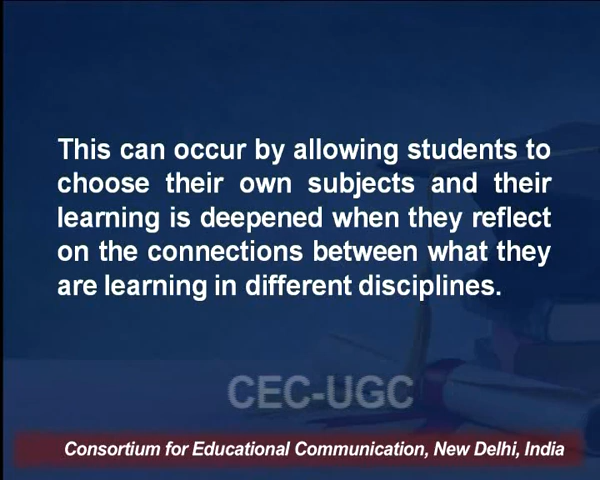 This can occur by allowing students to
choose their own subjects and their
learning is deepened when they reflect
on the connections between what they
are learning in different disciplines.
CEC-UGC
Consortium for Educational Communication, New Delhi, India